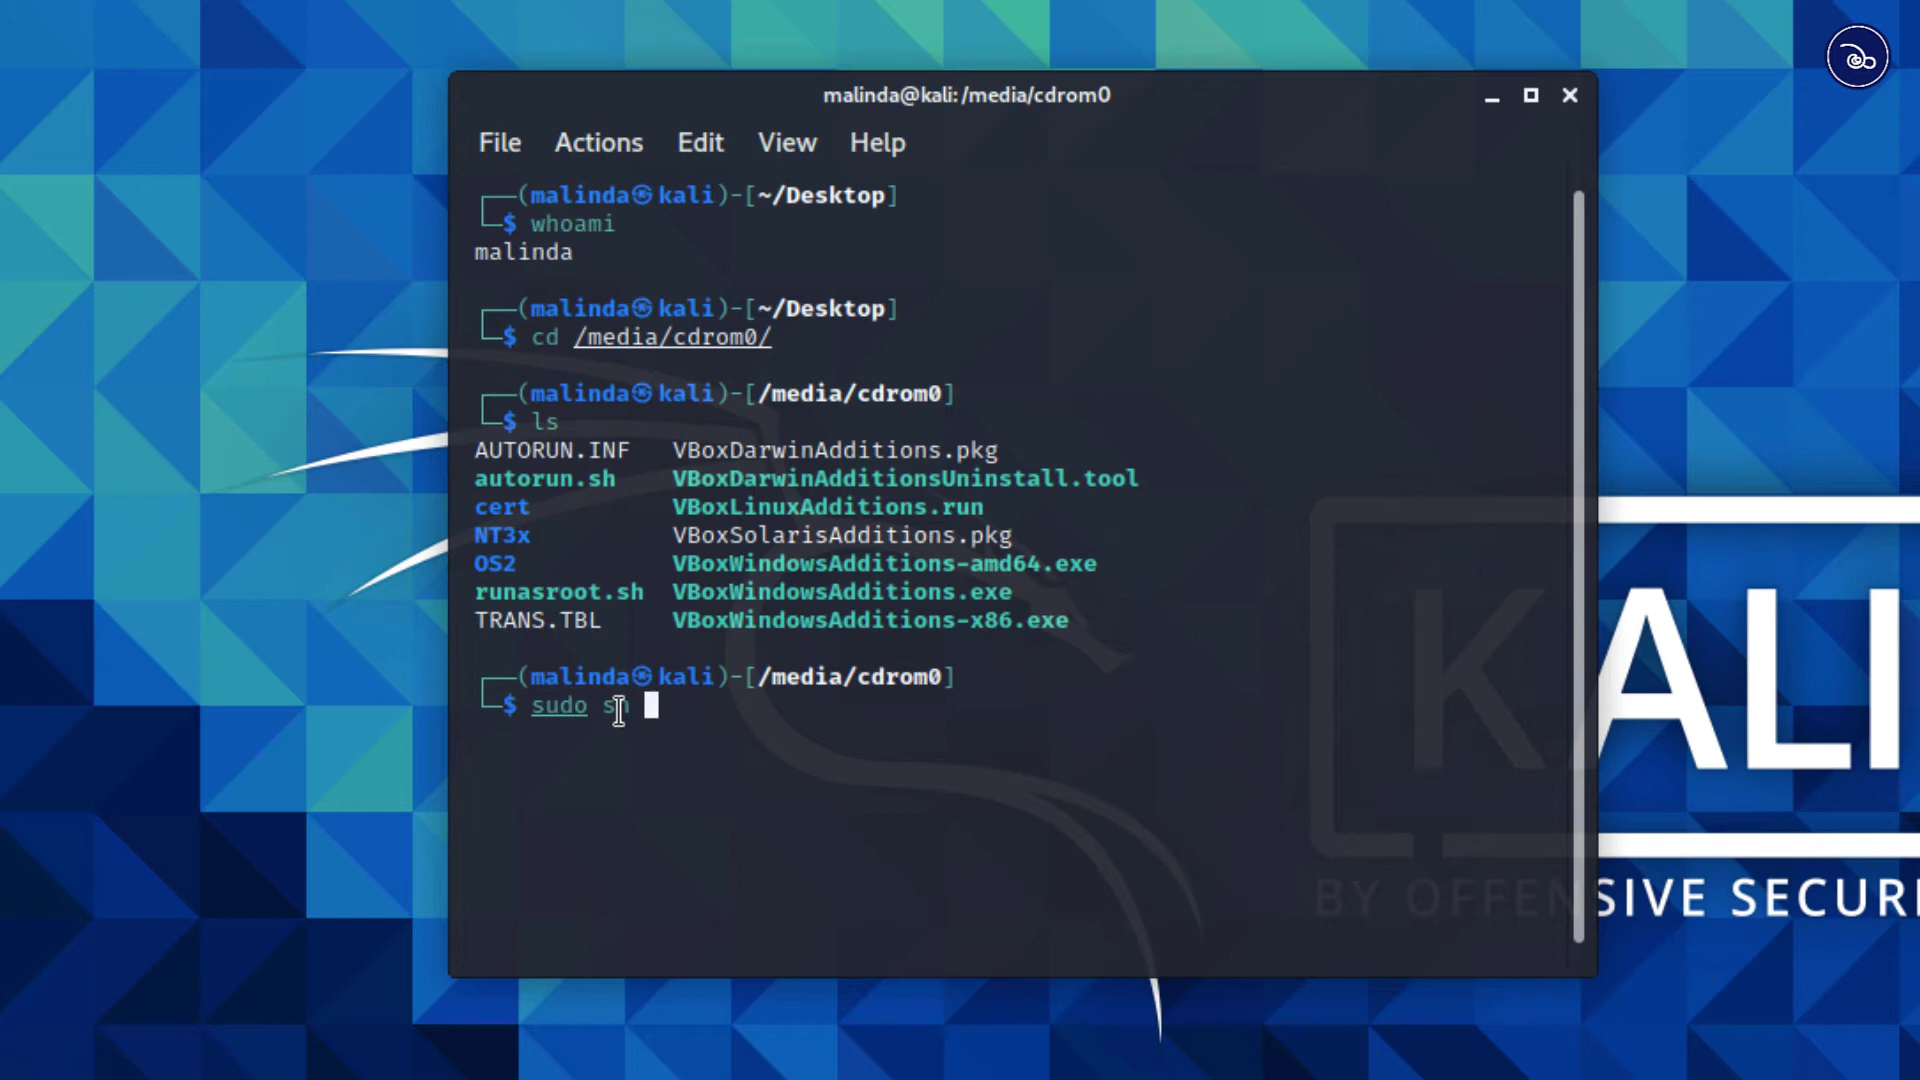 malinda@kali: /media/cdrom0
File Actions Edit View Help
┌──(malinda㉿kali)-[~/Desktop]
└─$ whoami
malinda
┌──(malinda㉿kali)-[~/Desktop]
└─$ cd /media/cdrom0/
┌──(malinda㉿kali)-[/media/cdrom0]
└─$ ls
AUTORUN.INF VBoxDarwinAdditions.pkg
autorun.sh VBoxDarwinAdditionsUninstall.tool
cert VBoxLinuxAdditions.run
NT3x VBoxSolarisAdditions.pkg
OS2 VBoxWindowsAdditions-amd64.exe
runasroot.sh VBoxWindowsAdditions.exe
TRANS.TBL VBoxWindowsAdditions-x86.exe
┌──(malinda㉿kali)-[/media/cdrom0]
└─$ sudo sh
KALI
BY OFFENSIVE SECURI